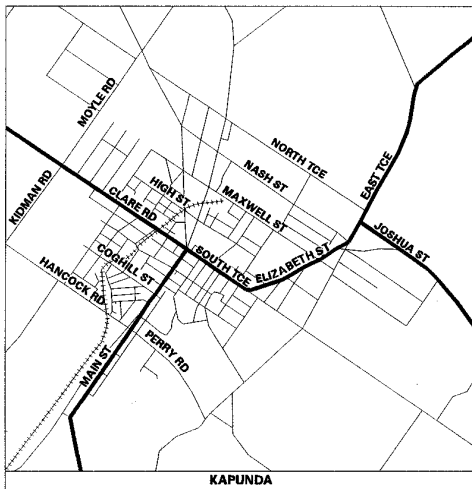 MOYLE RD
NORTH TCE
NASH ST
EAST TCE
KIDMAN RD
CLARE RD
HIGH ST
MAXWELL ST
JOSHUA ST
COGHILL ST
SOUTH TCE
ELIZABETH ST
HANCOCK RD
MAIN ST
PERRY RD
KAPUNDA